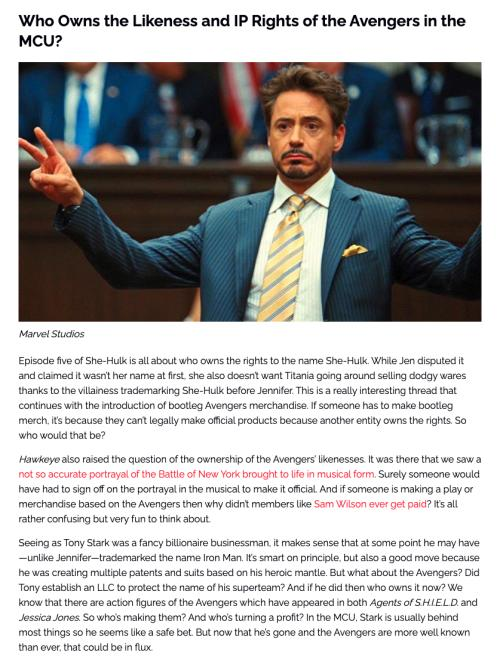 Who Owns the Likeness and IP Rights of the Avengers in the
MCU?
Marvel Studios
Episode five of She-Hulk is all about who owns the rights to the name She-Hulk. While Jen disputed it
and claimed it wasn't her name at first, she also doesn't want Titania going around selling dodgy wares
thanks to the villainess trademarking She-Hulk before Jennifer. This is a really interesting thread that
continues with the introduction of bootleg Avengers merchandise. If someone has to make bootleg
merch, it's because they can't legally make official products because another entity owns the rights. So
who would that be?
Hawkeye also raised the question of the ownership of the Avengers' likenesses. It was there that we saw a
not so accurate portrayal of the Battle of New York brought to life in musical form. Surely someone would
have had to sign off on the portrayal in the musical to make it official. And if someone is making a play or
merchandise based on the Avengers then why didn't members like Sam Wilson ever get paid? It's all
rather confusing but very fun to think about.
Seeing as Tony Stark was a fancy billionaire businessman, it makes sense that at some point he may have
—unlike Jennifer—trademarked the name Iron Man. It's smart on principle, but also a good move because
he was creating multiple patents and suits based on his heroic mantle. But what about the Avengers? Did
Tony establish an LLC to protect the name of his superteam? And if he did then who owns it now? We
know that there are action figures of the Avengers which have appeared in both Agents of S.H.I.E.L.D. and
Jessica Jones. So who's making them? And who's turning a profit? In the MCU, Stark is usually behind
most things so he seems like a safe bet. But now that he's gone and the Avengers are more well known
than ever, that could be in flux.